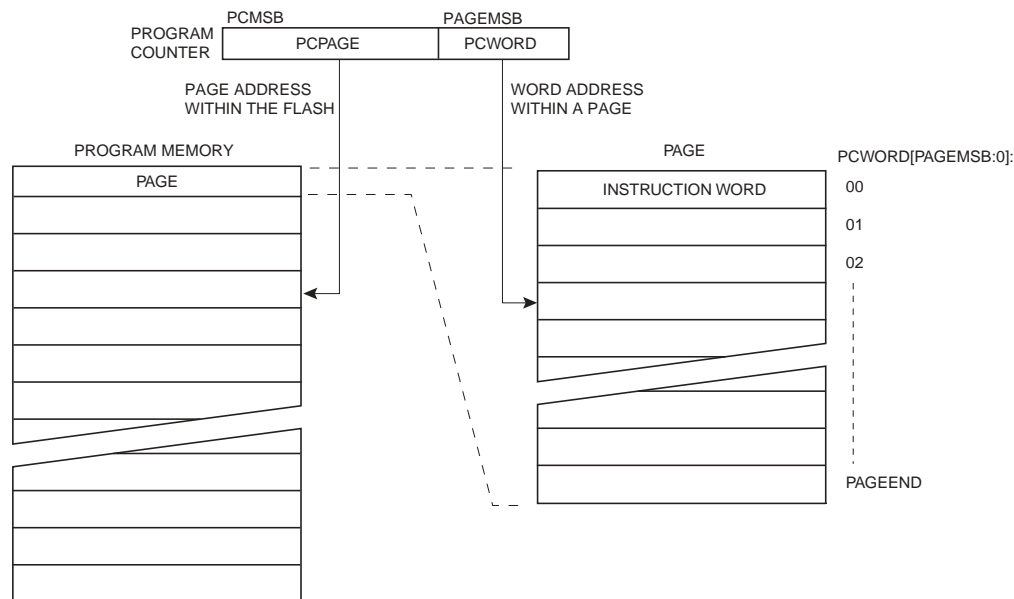 PCMSB
PAGEMSB
PROGRAM
COUNTER
PCPAGE
PCWORD
PAGE ADDRESS
WITHIN THE FLASH
WORD ADDRESS
WITHIN A PAGE
PROGRAM MEMORY
PAGE
PAGE
INSTRUCTION WORD
PCWORD[PAGEMSB:0]:
00
01
02
PAGEEND